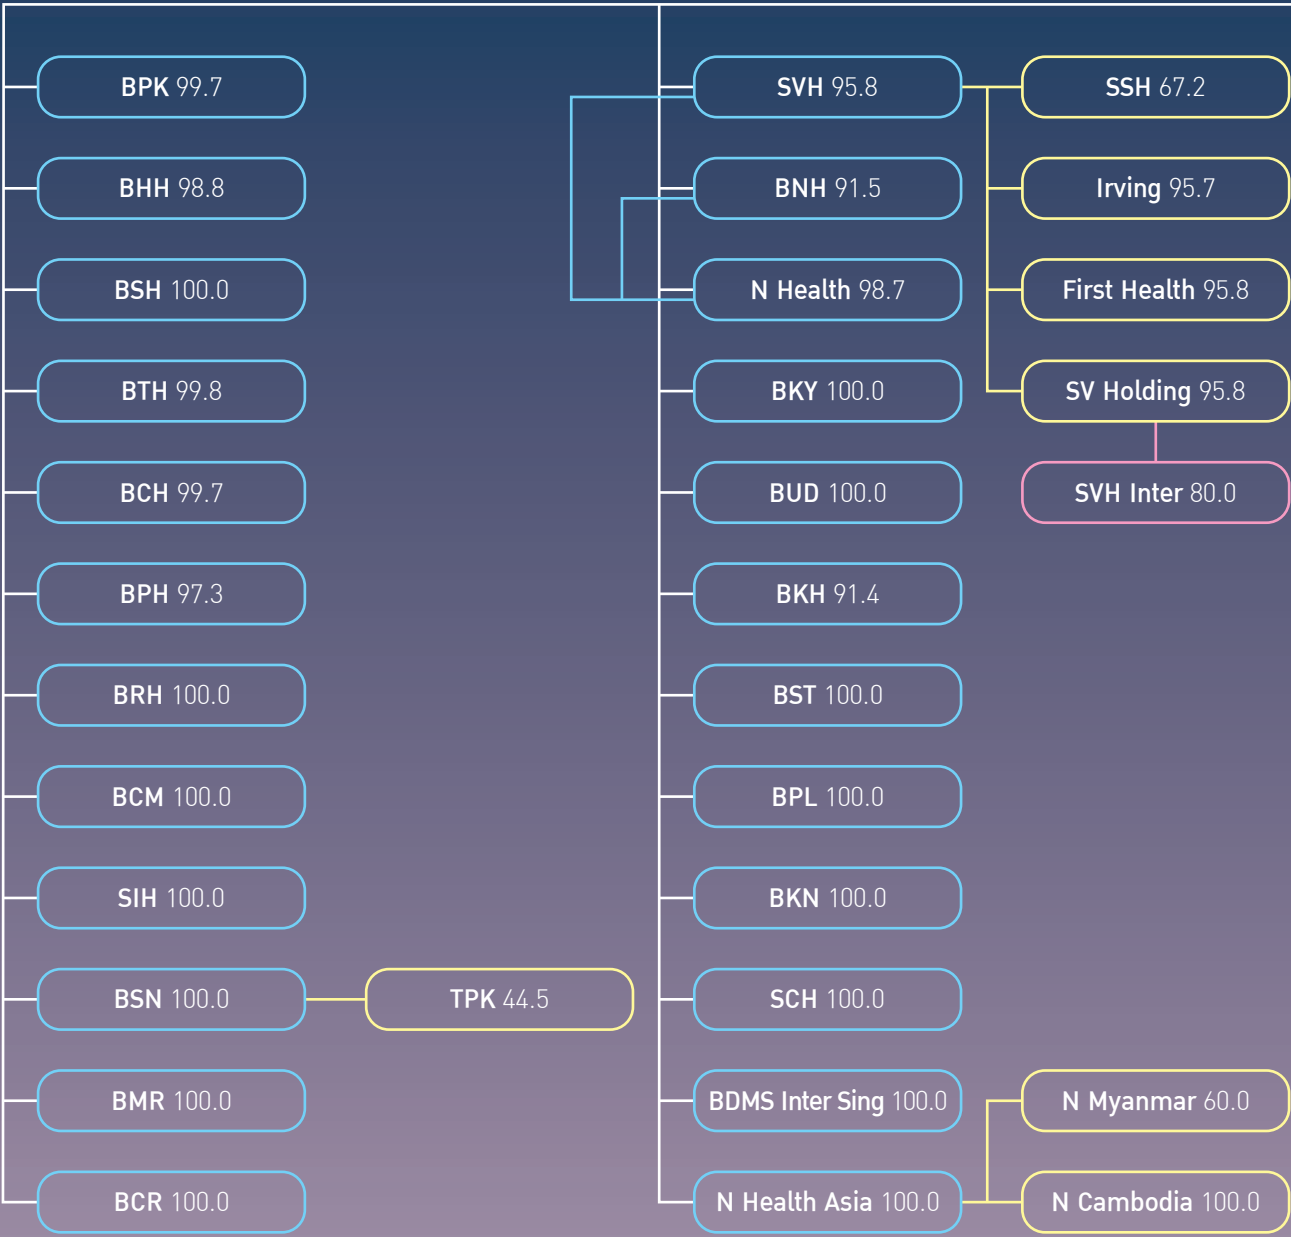 BPK 99.7
BHH 98.8
BSH 100.0
BTH 99.8
BCH 99.7
BPH 97.3
BRH 100.0
BCM 100.0
SIH 100.0
BSN 100.0
TPK 44.5
BMR 100.0
BCR 100.0
SVH 95.8
SSH 67.2
BNH 91.5
Irving 95.7
N Health 98.7
First Health 95.8
BKY 100.0
SV Holding 95.8
BUD 100.0
SVH Inter 80.0
BKH 91.4
BST 100.0
BPL 100.0
BKN 100.0
SCH 100.0
BDMS Inter Sing 100.0
N Myanmar 60.0
N Health Asia 100.0
N Cambodia 100.0